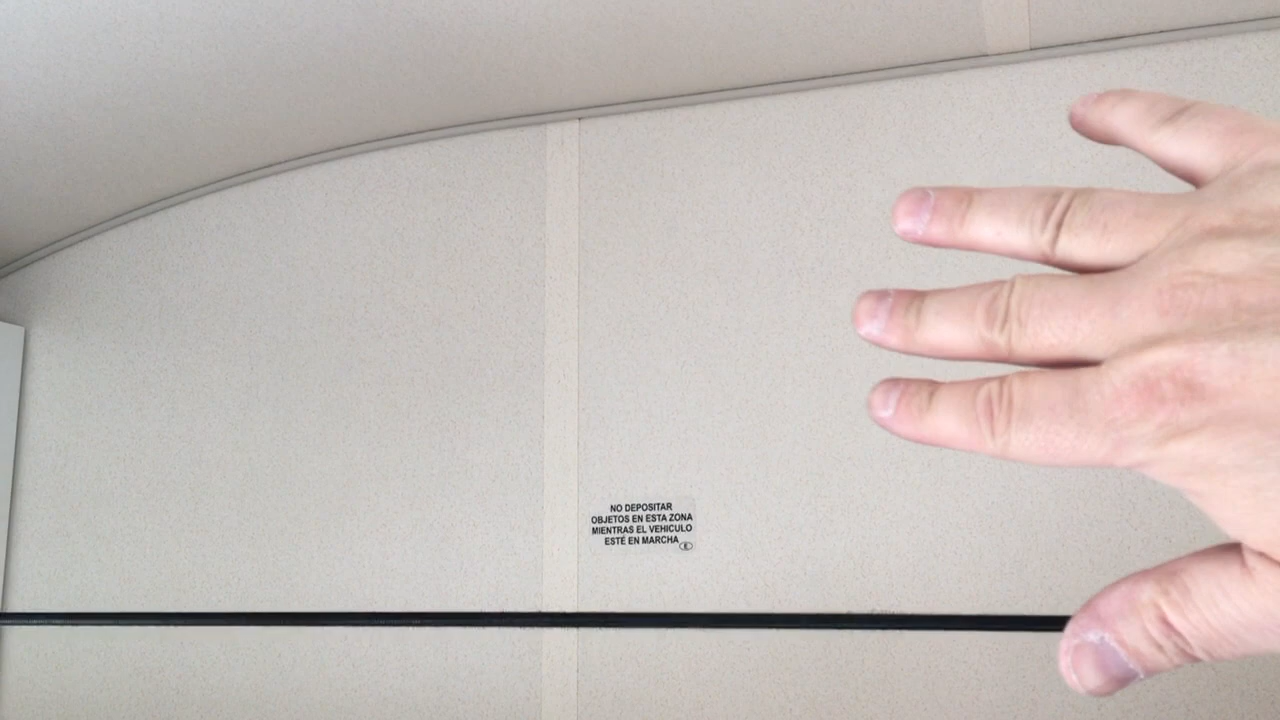 NO DEPOSITAR
OBJETOS EN ESTA ZONA
MIENTRAS EL VEHICULO
ESTÉ EN MARCHA
E